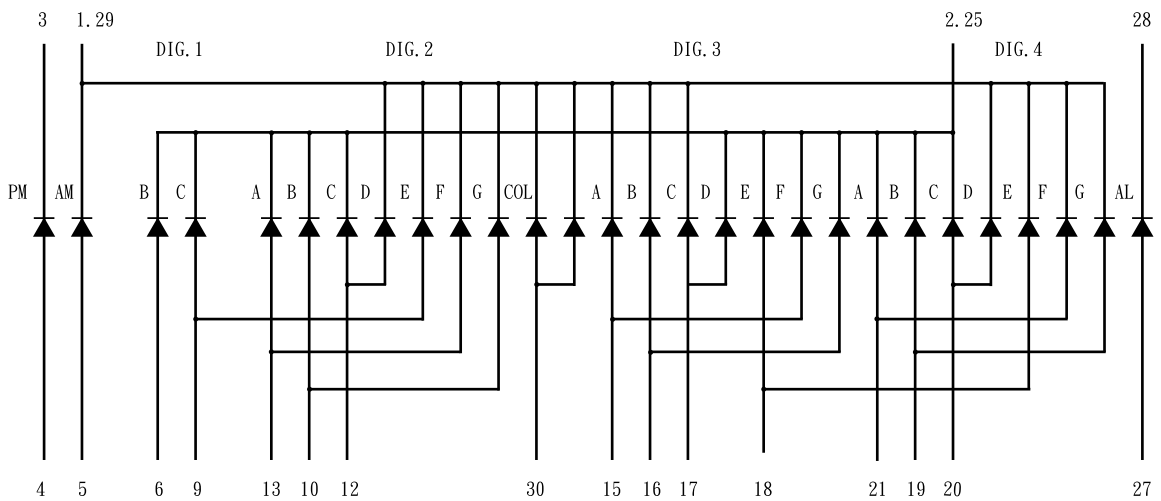 3 1.29 2.25 28
DIG.1 DIG.2 DIG.3 DIG.4
PM AM B C A B C D E F G COL A B C D E F G A B C D E F G AL
4 5 6 9 13 10 12 30 15 16 17 18 21 19 20 27